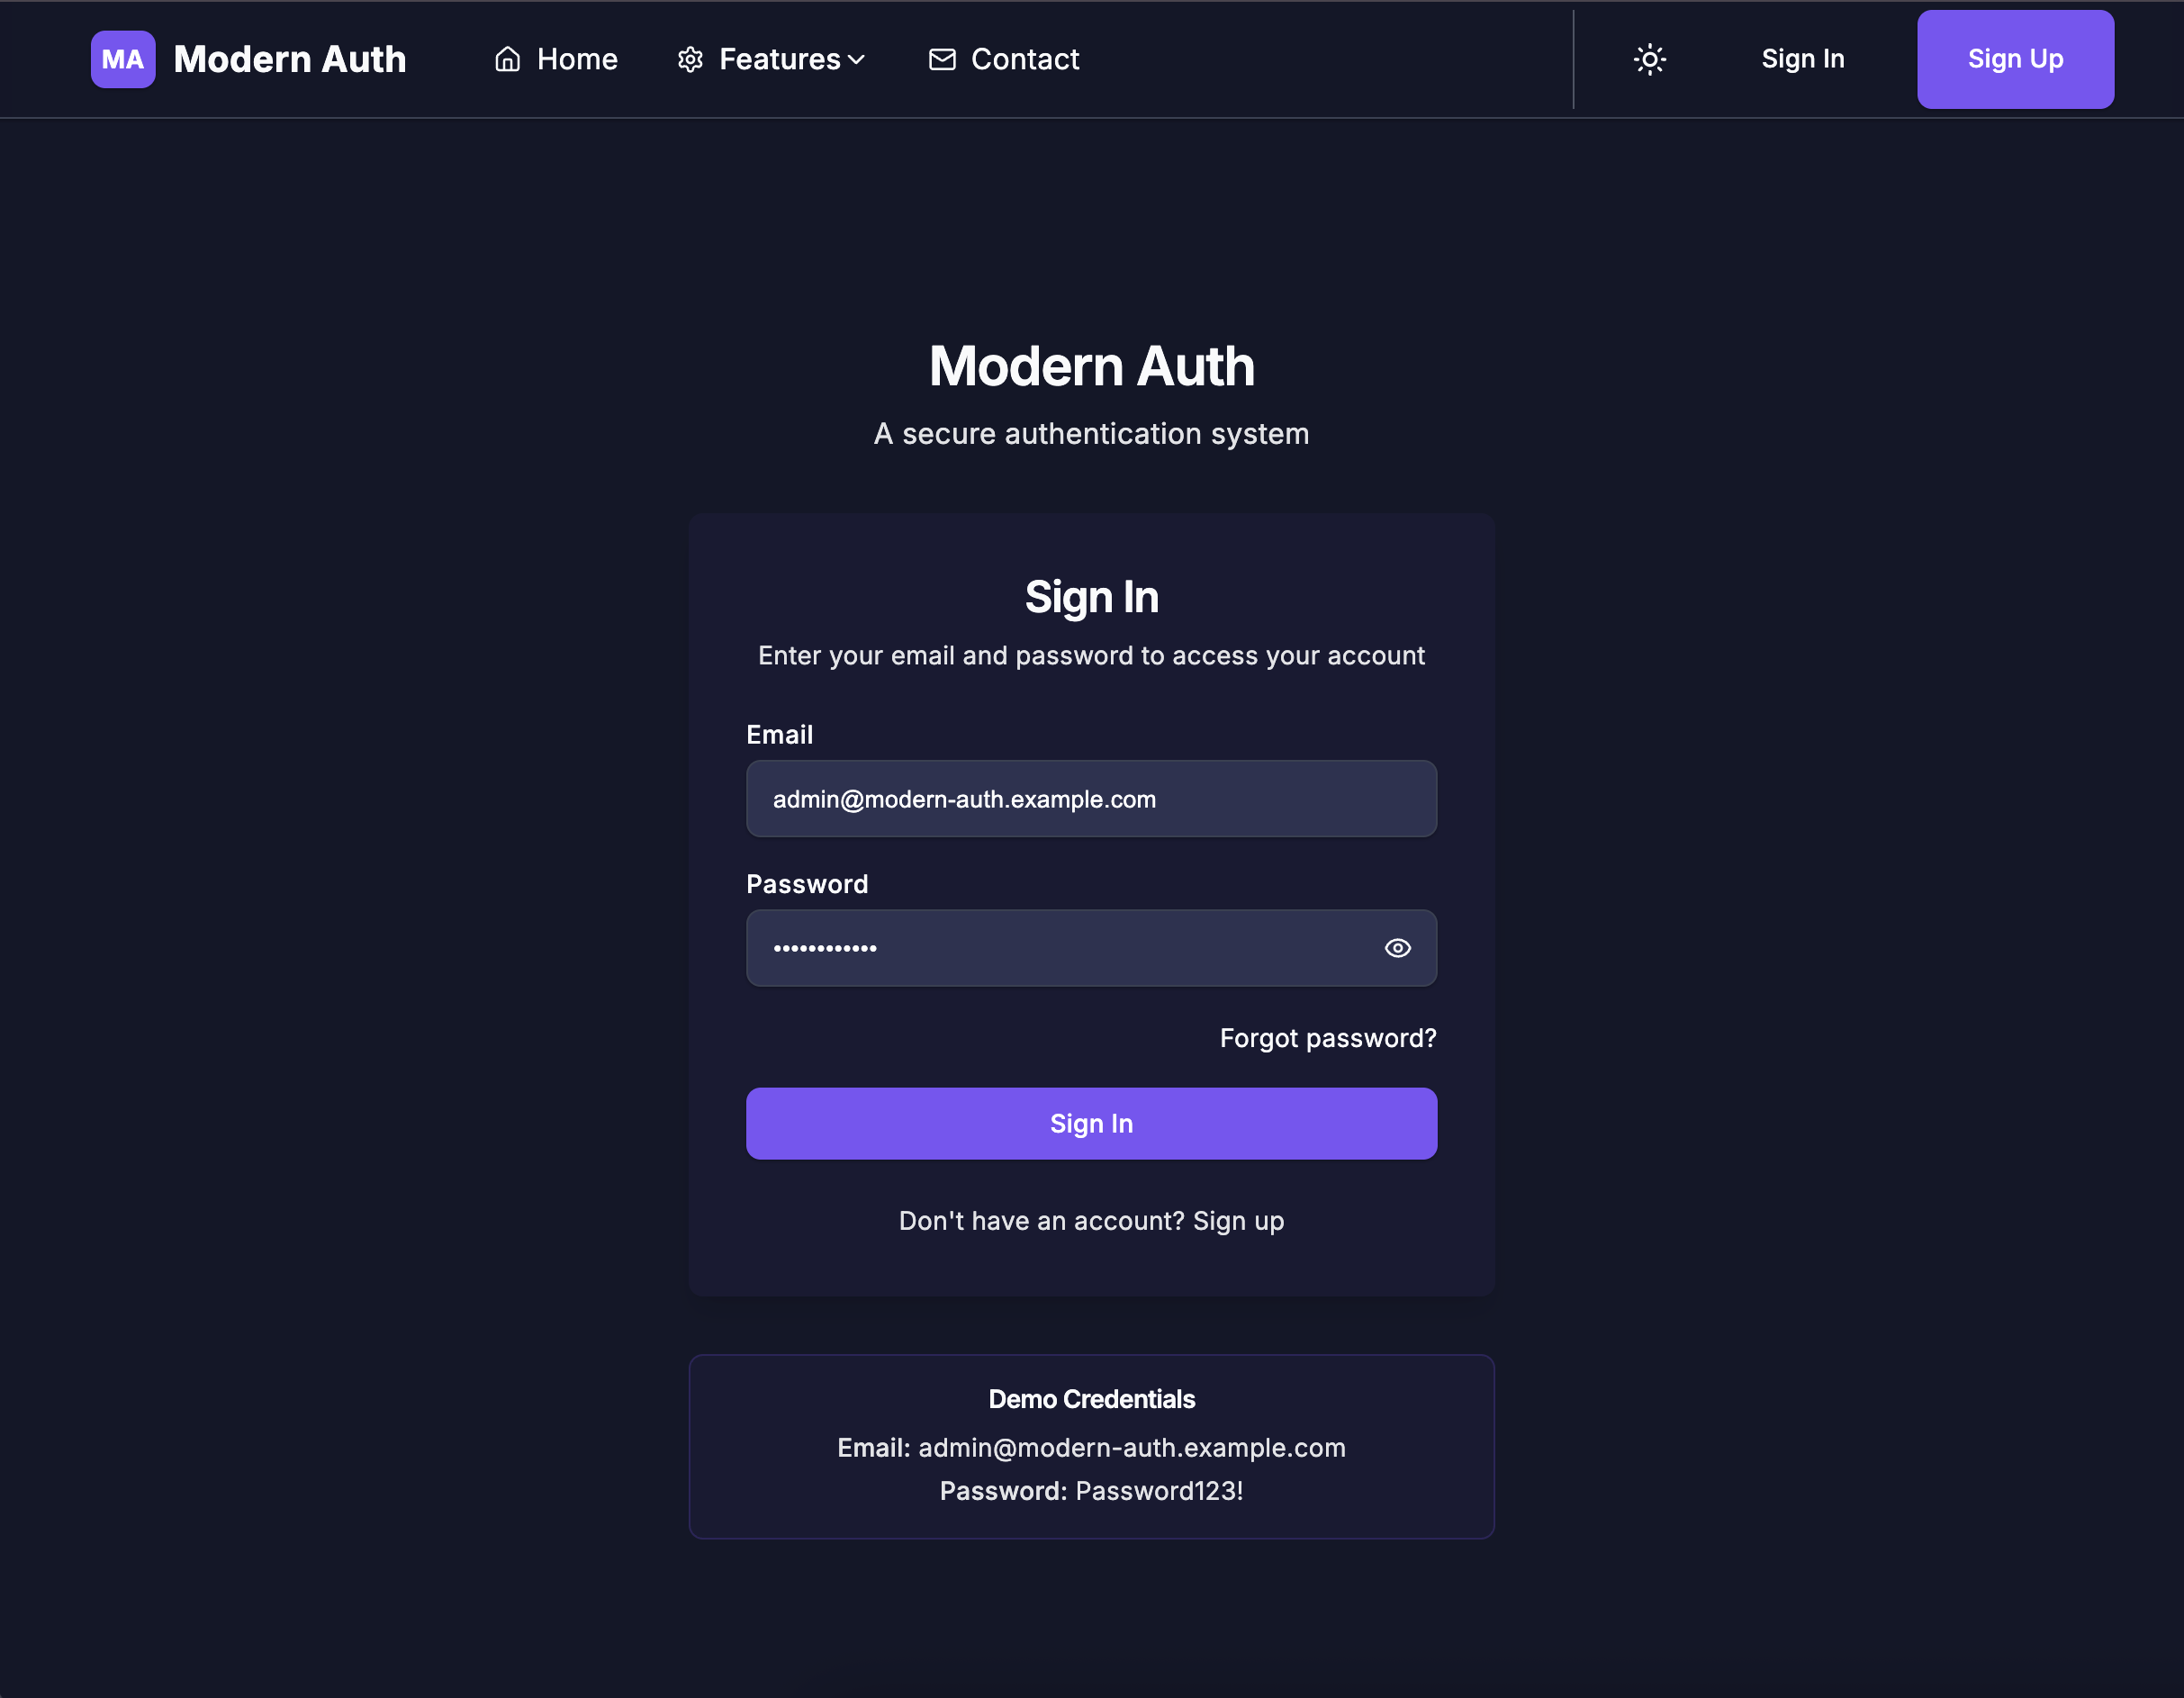 MA Modern Auth Home Features Contact Sign In Sign Up
Modern Auth
A secure authentication system
Sign In
Enter your email and password to access your account
Email
admin@modern-auth.example.com
Password
••••••••••••
Forgot password?
Sign In
Don't have an account? Sign up
Demo Credentials
Email: admin@modern-auth.example.com
Password: Password123!